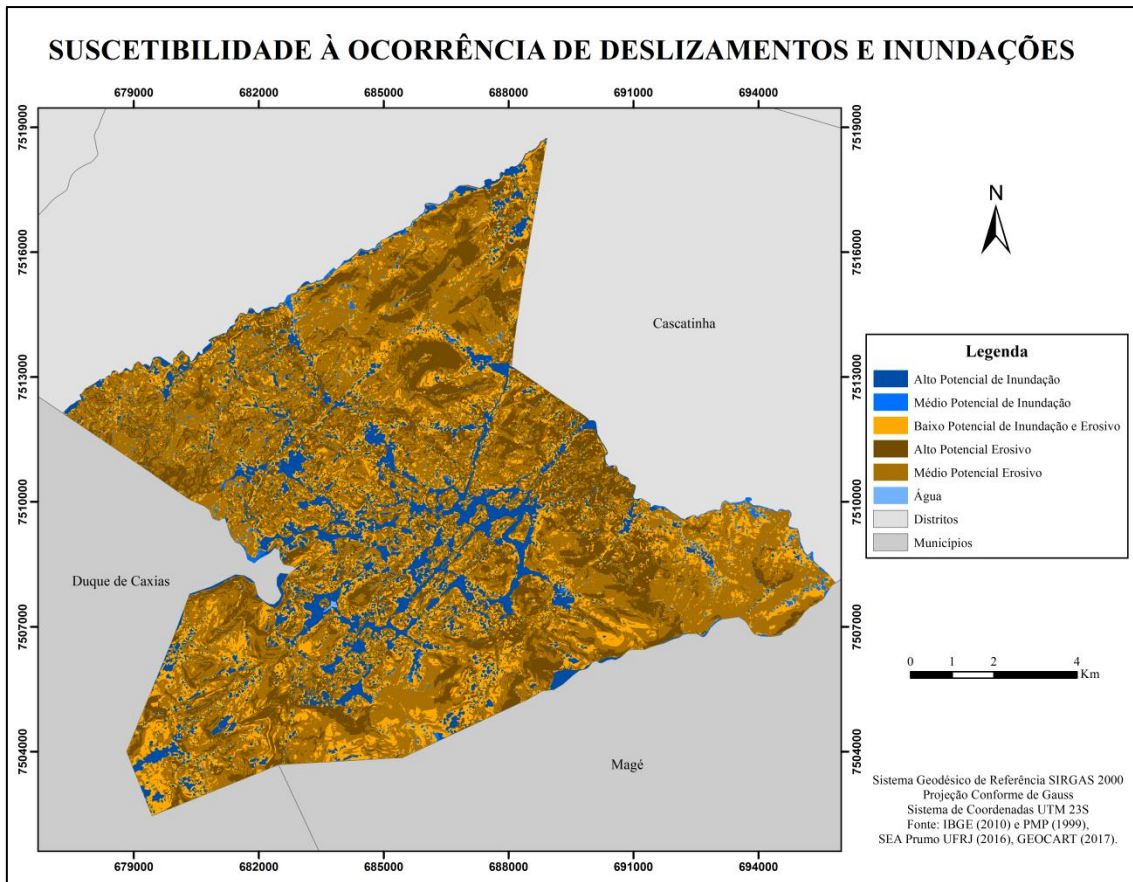 SUSCETIBILIDADE À OCORRÊNCIA DE DESLIZAMENTOS E INUNDAÇÕES
679000 682000 685000 688000 691000 694000
7519000 7519000
7516000 7516000
N
Cascatinha
7513000 7513000
Legenda
Alto Potencial de Inundação
Médio Potencial de Inundação
Baixo Potencial de Inundação e Erosivo
Alto Potencial Erosivo
Médio Potencial Erosivo
Água
Distritos
Municípios
7510000 7510000
Duque de Caxias
7507000 7507000
0 1 2 4
Km
7504000 7504000
Magé
Sistema Geodésico de Referência SIRGAS 2000
Projeção Conforme de Gauss
Sistema de Coordenadas UTM 23S
Fonte: IBGE (2010) e PMP (1999),
SEA Prumo UFRJ (2016), GEOCART (2017).
679000 682000 685000 688000 691000 694000